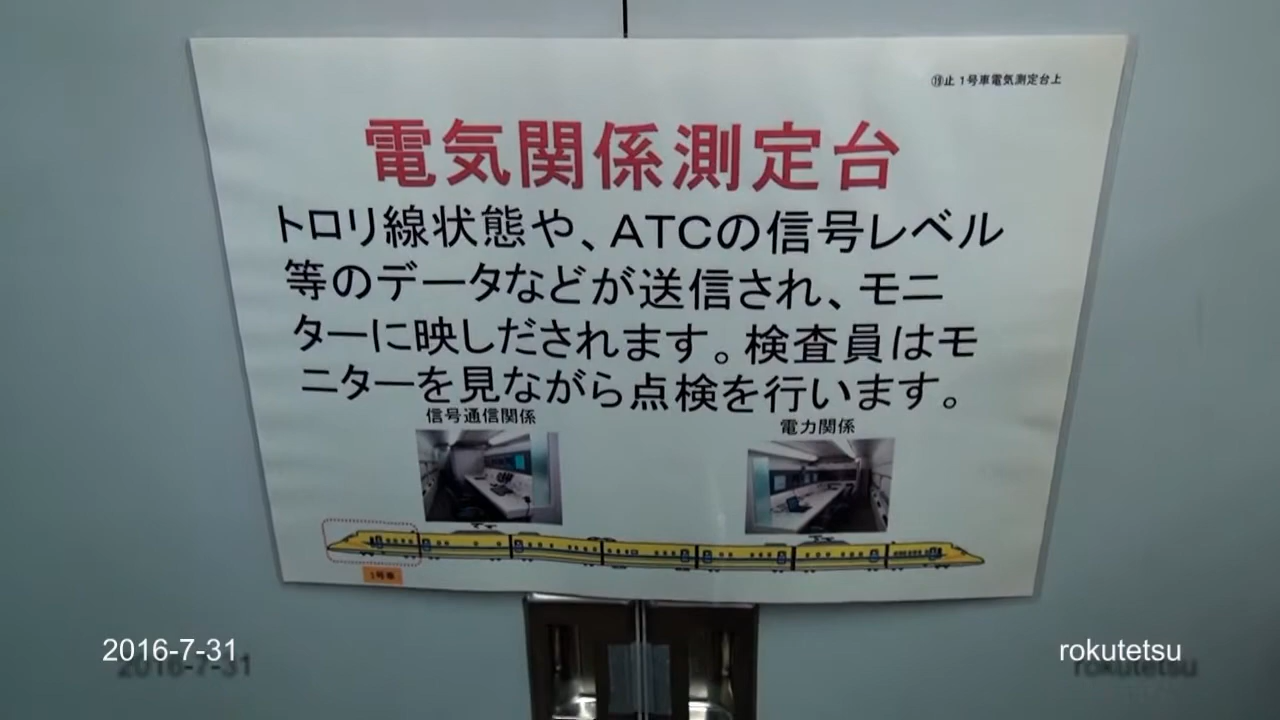 ⑬止 1号車電気測定台上
電気関係測定台
トロリ線状態や、ATCの信号レベル
等のデータなどが送信され、モニ
ターに映しだされます。検査員はモ
ニターを見ながら点検を行います。
信号通信関係
電力関係
1号車
2016-7-31
rokutetsu